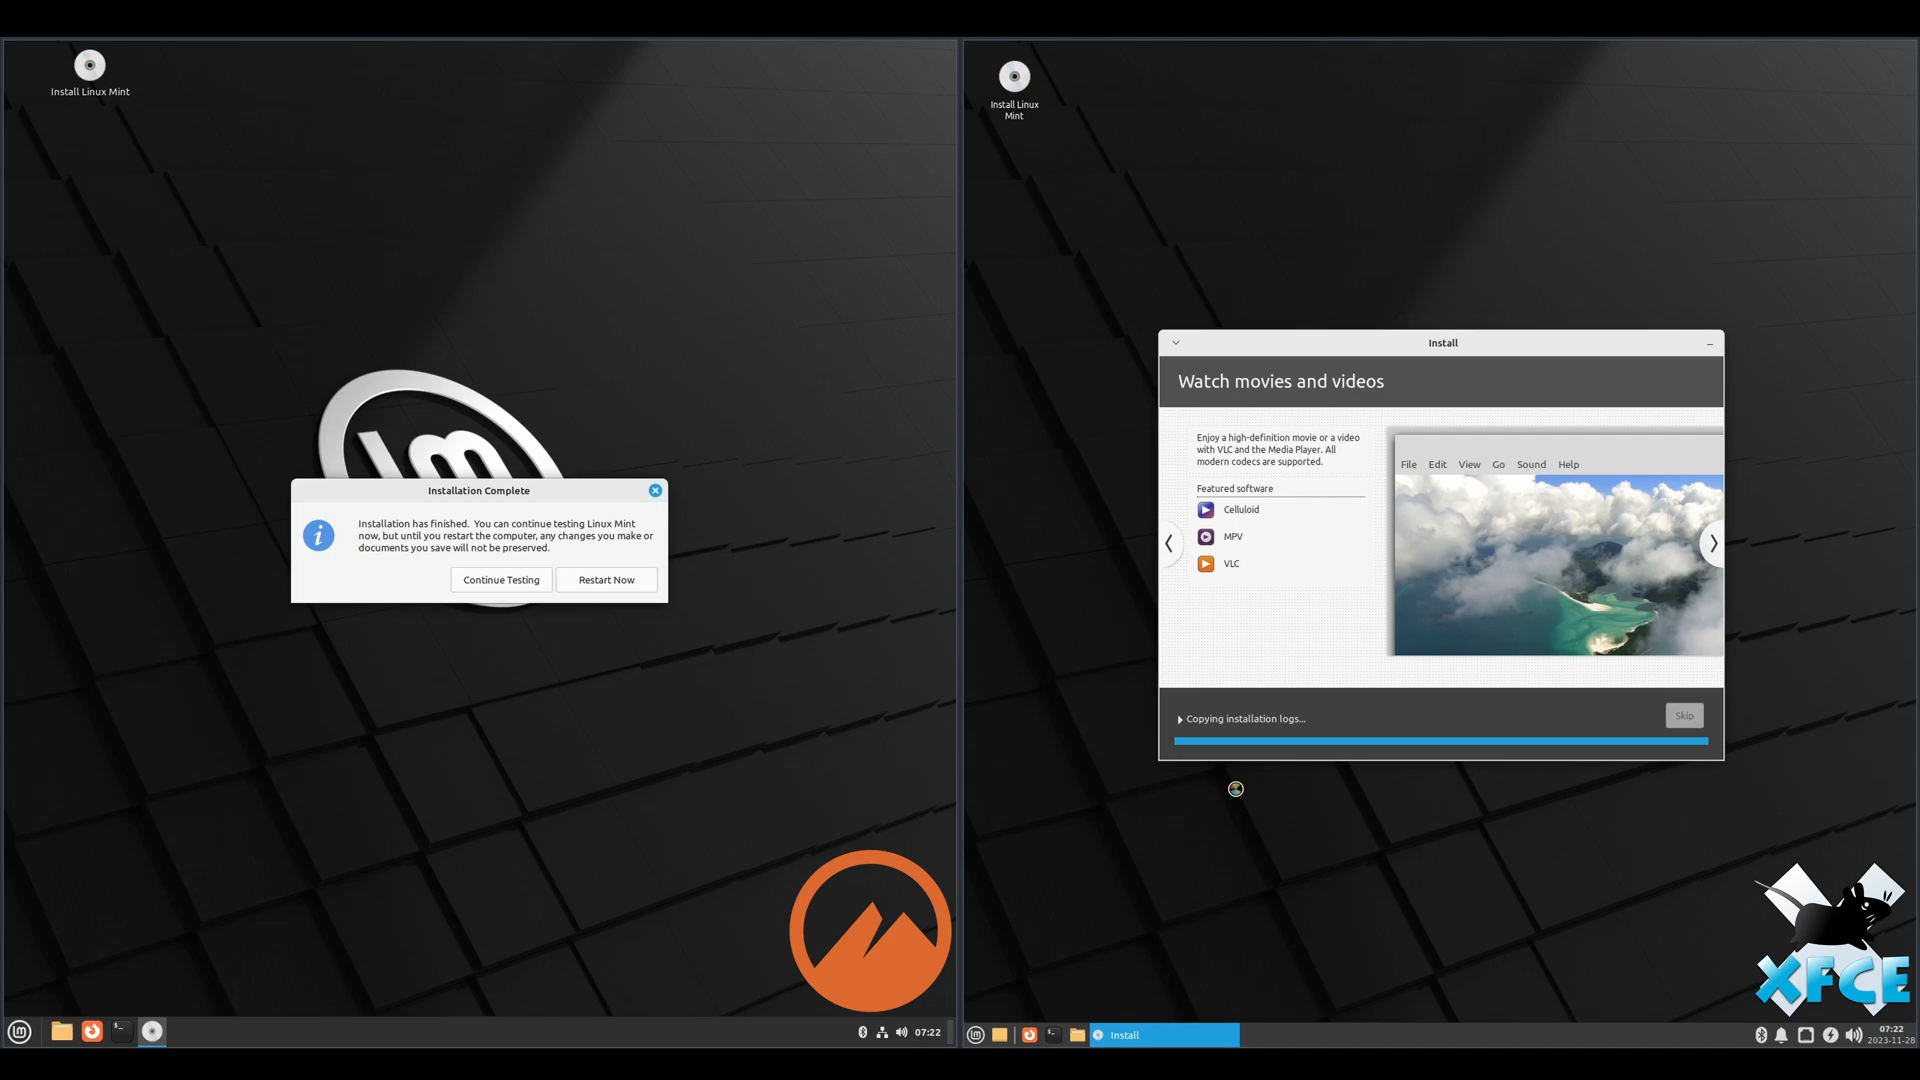 Install Linux Mint
Installation Complete
Installation has finished. You can continue testing Linux Mint
now, but until you restart the computer, any changes you make or
documents you save will not be preserved.
Continue Testing
Restart Now
07:22
Install Linux
Mint
Install
Watch movies and videos
Enjoy a high-definition movie or a video
with VLC and the Media Player. All
modern codecs are supported.
Featured software
Celluloid
MPV
VLC
File Edit View Go Sound Help
Copying installation logs...
Skip
XFCE
Install
07:22
2023-11-28